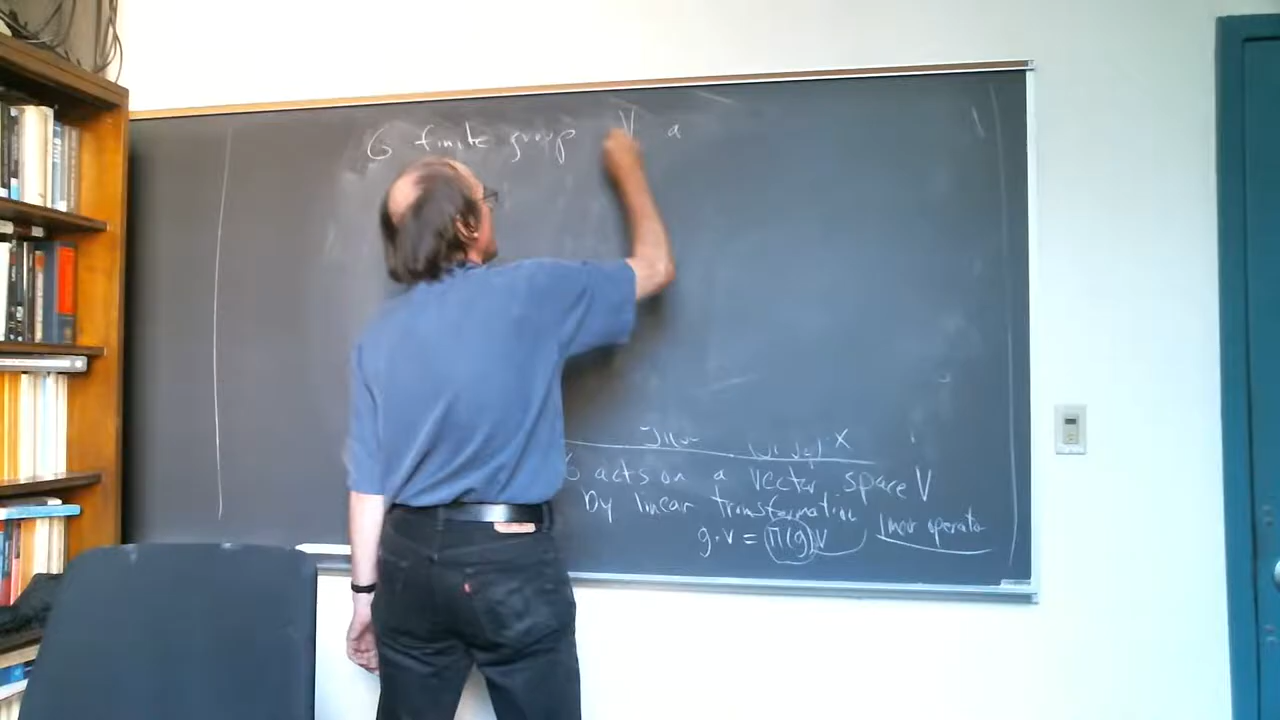 G finite group V a
G acts on a vector space V
by linear transformation
linear operator
g·v = π(g)v